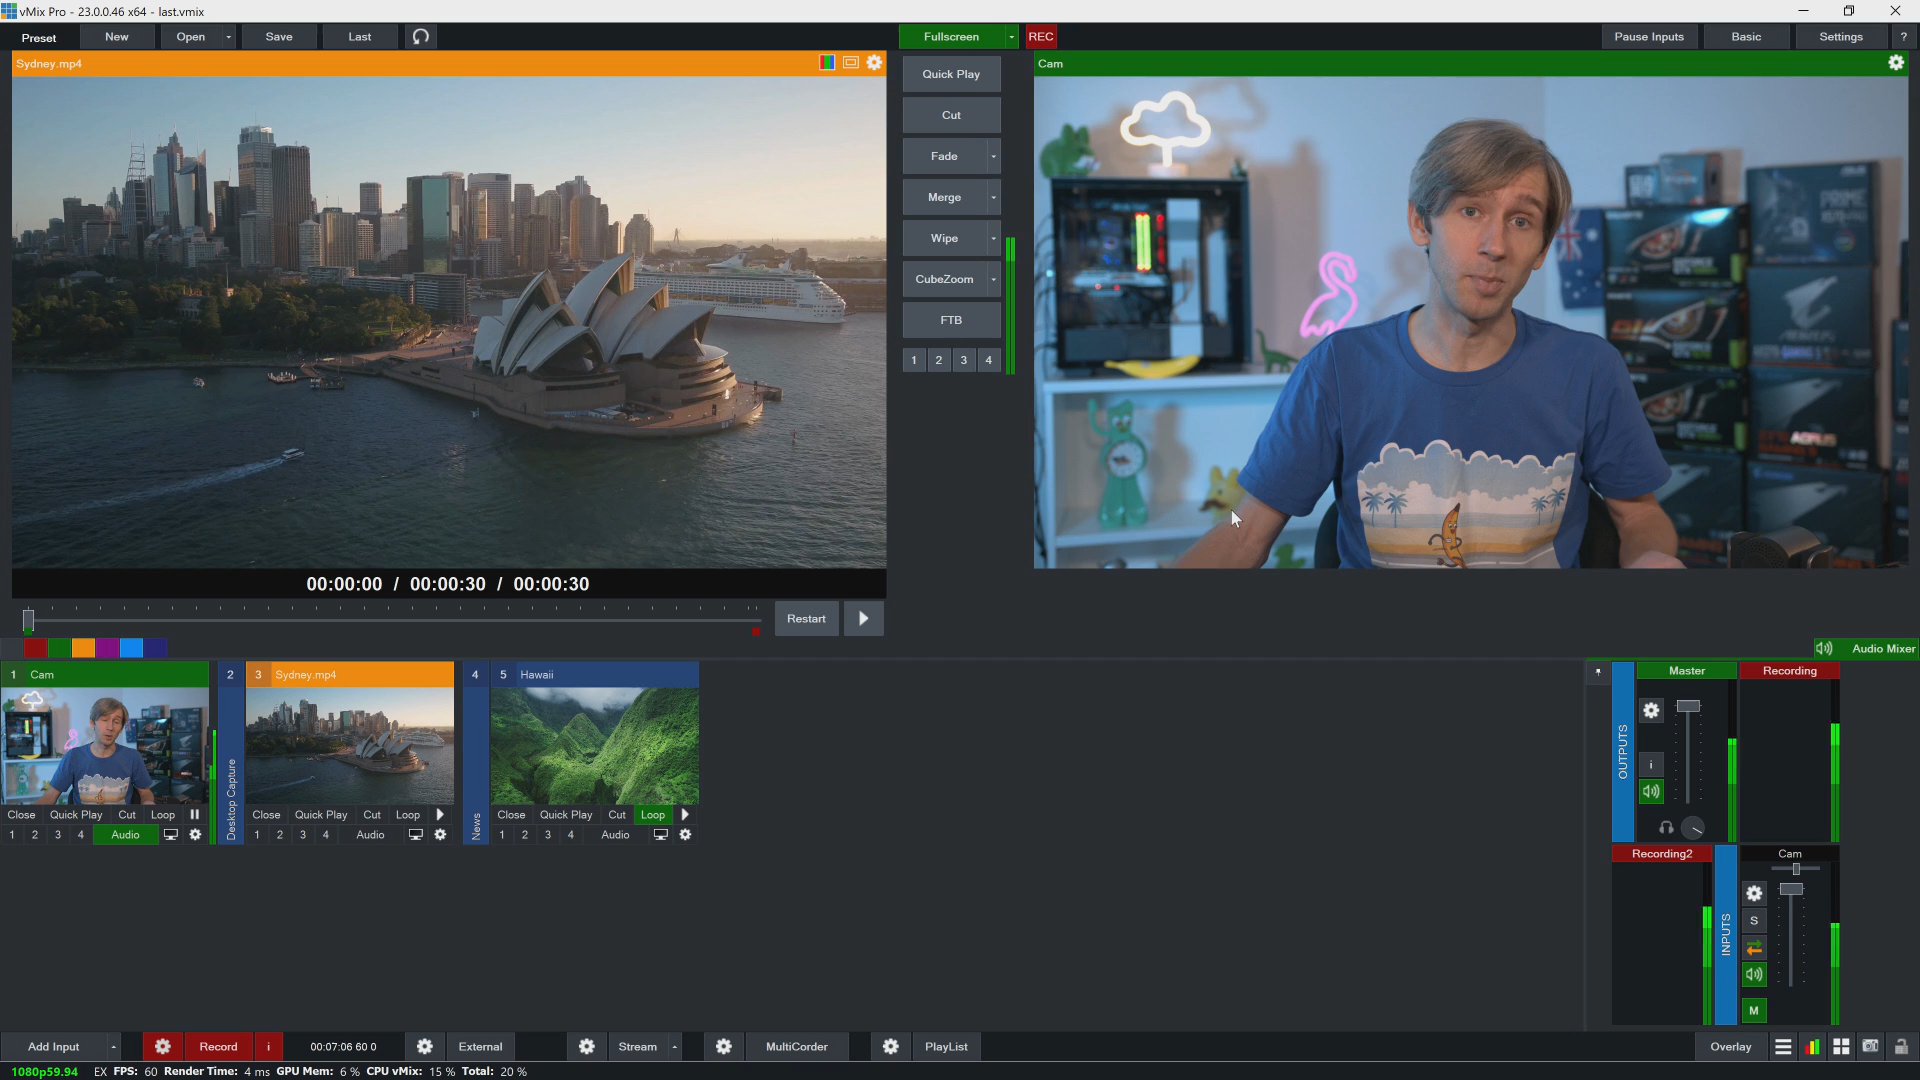 vMix Pro - 23.0.0.46 x64 - last.vmix
Preset New Open Save Last Fullscreen REC Pause Inputs Basic Settings ?
Sydney.mp4
Cam
Quick Play
Cut
Fade
Merge
Wipe
CubeZoom
FTB
1 2 3 4
00:00:00 / 00:00:30 / 00:00:30
Restart
Audio Mixer
1 Cam
2 Desktop Capture
3 Sydney.mp4
4 News
5 Hawaii
Close Quick Play Cut Loop
1 2 3 4 Audio
Close Quick Play Cut Loop
1 2 3 4 Audio
Close Quick Play Cut Loop
1 2 3 4 Audio
OUTPUTS
Master
i
Recording
Recording2
INPUTS
Cam
S
M
Add Input Record i 00:07:06 60 0 External Stream MultiCorder PlayList Overlay
1080p59.94 EX FPS: 60 Render Time: 4 ms GPU Mem: 6 % CPU vMix: 15 % Total: 20 %
PRIME
AORUS